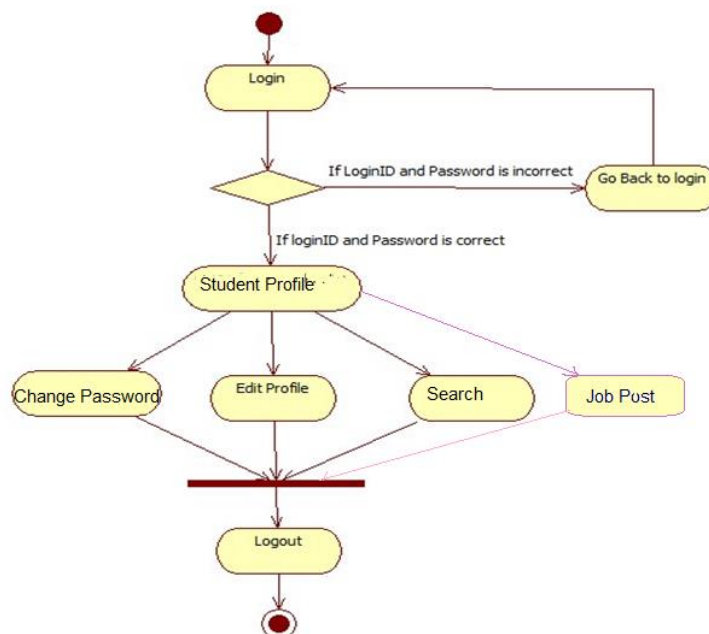 Login
If LoginID and Password is incorrect
Go Back to login
If loginID and Password is correct
Student Profile
Change Password
Edit Profile
Search
Job Post
Logout